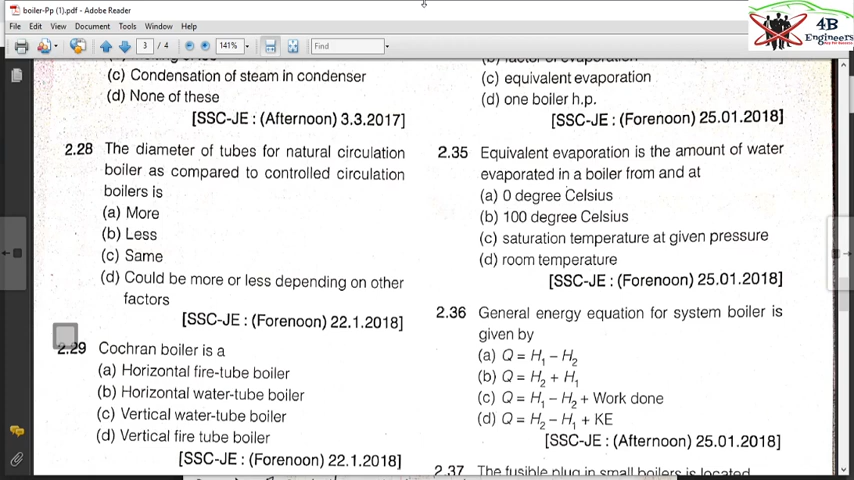 boiler-Pp (1).pdf - Adobe Reader
File Edit View Document Tools Window Help
3 / 4 141% Find
4B
Engineers
(c) Condensation of steam in condenser
(d) None of these
[SSC-JE : (Afternoon) 3.3.2017]
2.28 The diameter of tubes for natural circulation
boiler as compared to controlled circulation
boilers is
(a) More
(b) Less
(c) Same
(d) Could be more or less depending on other
factors
[SSC-JE : (Forenoon) 22.1.2018]
2.29 Cochran boiler is a
(a) Horizontal fire-tube boiler
(b) Horizontal water-tube boiler
(c) Vertical water-tube boiler
(d) Vertical fire tube boiler
[SSC-JE : (Forenoon) 22.1.2018]
(b) factor of evaporation
(c) equivalent evaporation
(d) one boiler h.p.
[SSC-JE : (Forenoon) 25.01.2018]
2.35 Equivalent evaporation is the amount of water
evaporated in a boiler from and at
(a) 0 degree Celsius
(b) 100 degree Celsius
(c) saturation temperature at given pressure
(d) room temperature
[SSC-JE : (Forenoon) 25.01.2018]
2.36 General energy equation for system boiler is
given by
(a) Q = H₁ – H₂
(b) Q = H₂ + H₁
(c) Q = H₁ – H₂ + Work done
(d) Q = H₂ – H₁ + KE
[SSC-JE : (Afternoon) 25.01.2018]
2.37 The fusible plug in small boilers is located